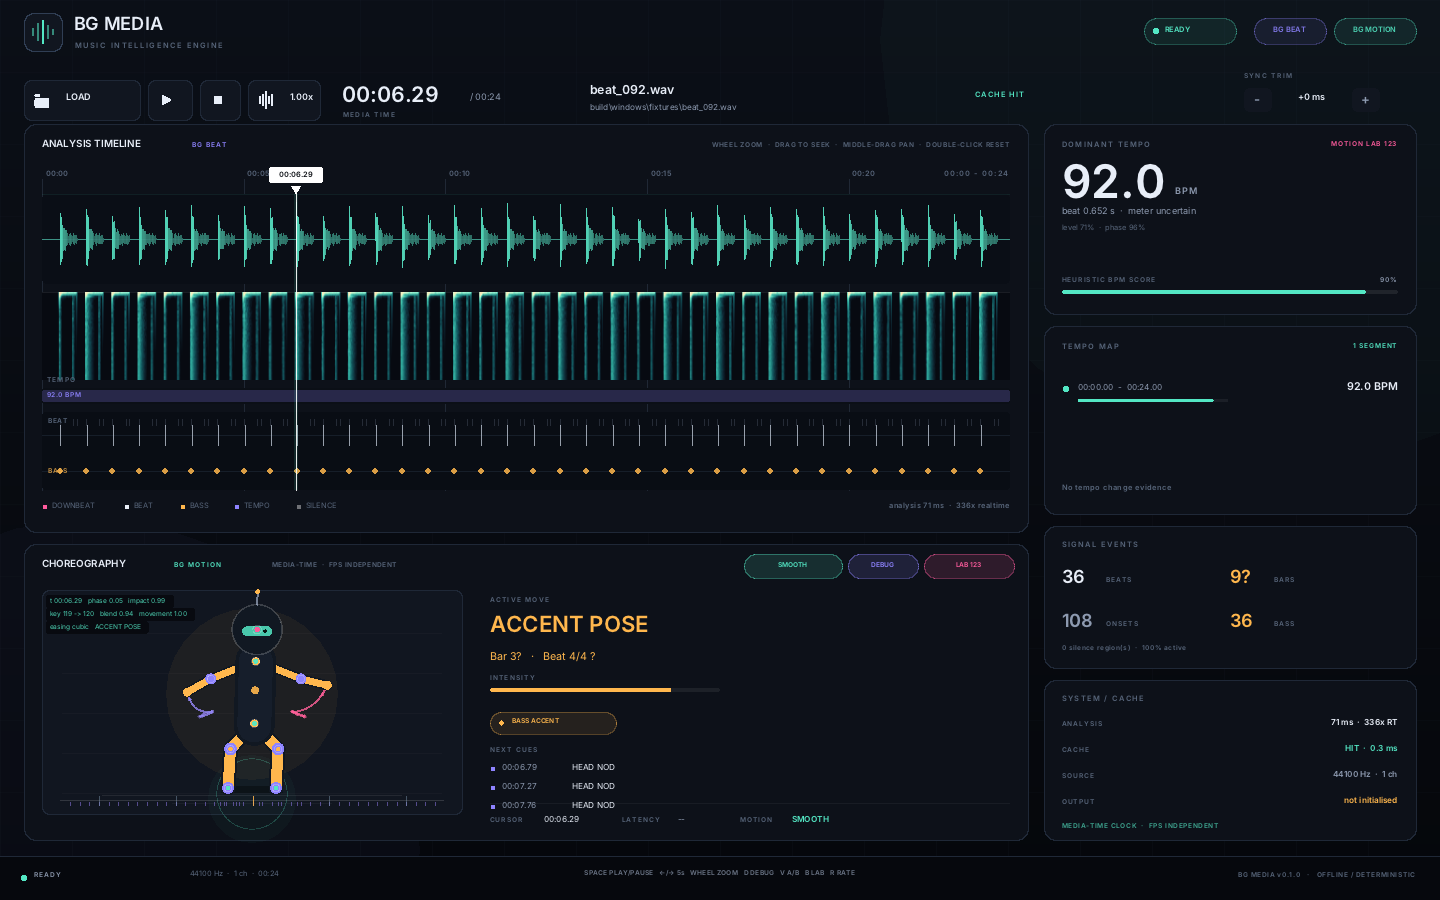 BG MEDIA
MUSIC INTELLIGENCE ENGINE
READY
BG BEAT
BG MOTION
LOAD
1.00x
00:06.29 / 00:24
MEDIA TIME
beat_092.wav
build\windows\fixtures\beat_092.wav
CACHE HIT
SYNC TRIM
- +0 ms +
ANALYSIS TIMELINE BG BEAT WHEEL ZOOM · DRAG TO SEEK · MIDDLE-DRAG PAN · DOUBLE-CLICK RESET
00:00 00:05 00:06.29 00:10 00:15 00:20 00:00 - 00:24
TEMPO
92.0 BPM
BEAT
BASS
DOWNBEAT BEAT BASS TEMPO SILENCE analysis 71 ms · 336x realtime
DOMINANT TEMPO MOTION LAB 123
92.0 BPM
beat 0.652 s · meter uncertain
level 71% · phase 96%
HEURISTIC BPM SCORE 90%
TEMPO MAP 1 SEGMENT
00:00.00 - 00:24.00 92.0 BPM
No tempo change evidence
SIGNAL EVENTS
36 BEATS 9? BARS
108 ONSETS 36 BASS
0 silence region(s) · 100% active
SYSTEM / CACHE
ANALYSIS 71 ms · 336x RT
CACHE HIT · 0.3 ms
SOURCE 44100 Hz · 1 ch
OUTPUT not initialised
MEDIA-TIME CLOCK · FPS INDEPENDENT
CHOREOGRAPHY BG MOTION MEDIA-TIME · FPS INDEPENDENT SMOOTH DEBUG LAB 123
t 00:06.29 phase 0.05 impact 0.99
key 119 -> 120 blend 0.94 movement 1.00
easing cubic ACCENT POSE
ACTIVE MOVE
ACCENT POSE
Bar 3? · Beat 4/4 ?
INTENSITY
BASS ACCENT
NEXT CUES
00:06.79 HEAD NOD
00:07.27 HEAD NOD
00:07.76 HEAD NOD
CURSOR 00:06.29 LATENCY -- MOTION SMOOTH
READY 44100 Hz · 1 ch · 00:24 SPACE PLAY/PAUSE ←/→ 5s WHEEL ZOOM D DEBUG V A/B B LAB R RATE BG MEDIA v0.1.0 · OFFLINE / DETERMINISTIC